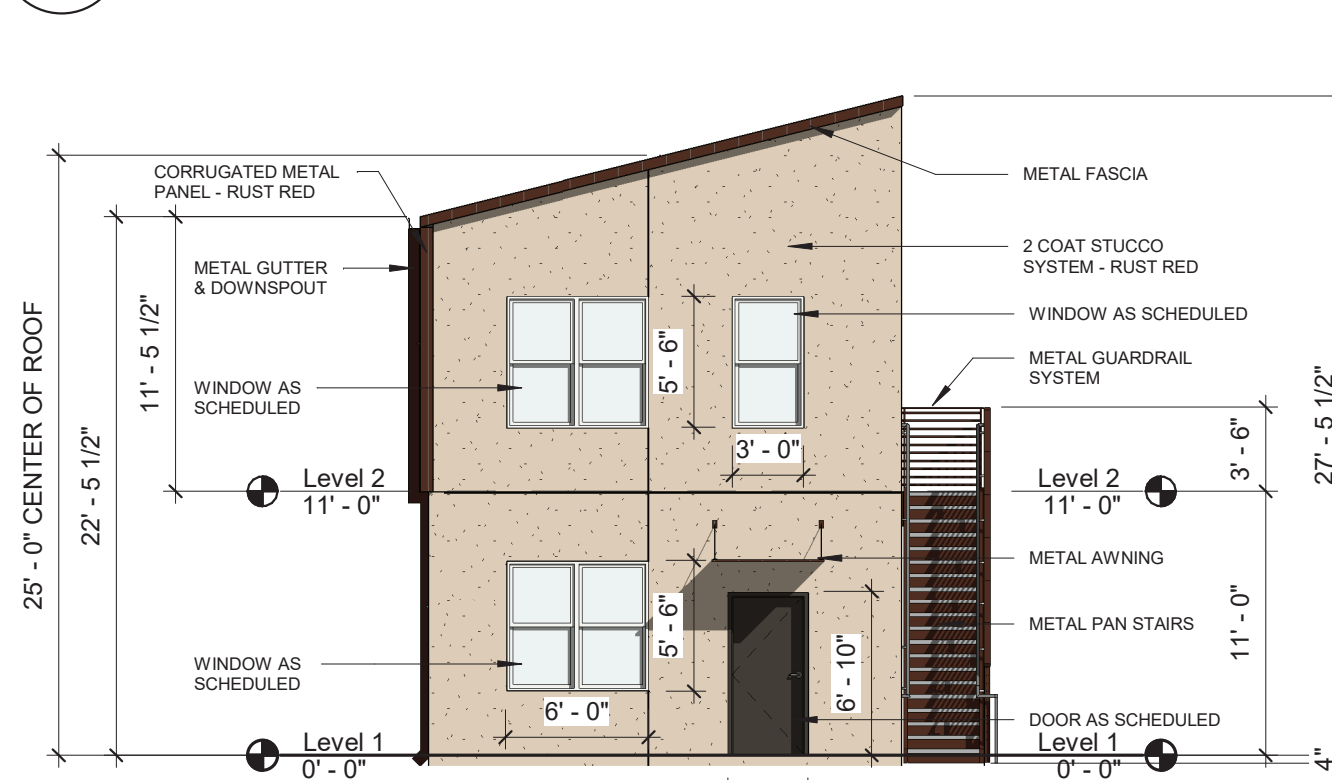 CORRUGATED METAL
PANEL - RUST RED
METAL GUTTER
& DOWNSPOUT
WINDOW AS
SCHEDULED
Level 2
11' - 0"
WINDOW AS
SCHEDULED
Level 1
0' - 0"
25' - 0" CENTER OF ROOF
22' - 5 1/2"
11' - 5 1/2"
5' - 6"
3' - 0"
5' - 6"
6' - 0"
6' - 10"
METAL FASCIA
2 COAT STUCCO
SYSTEM - RUST RED
WINDOW AS SCHEDULED
METAL GUARDRAIL
SYSTEM
Level 2
11' - 0"
METAL AWNING
METAL PAN STAIRS
DOOR AS SCHEDULED
Level 1
0' - 0"
3' - 6"
11' - 0"
27' - 5 1/2"
4"